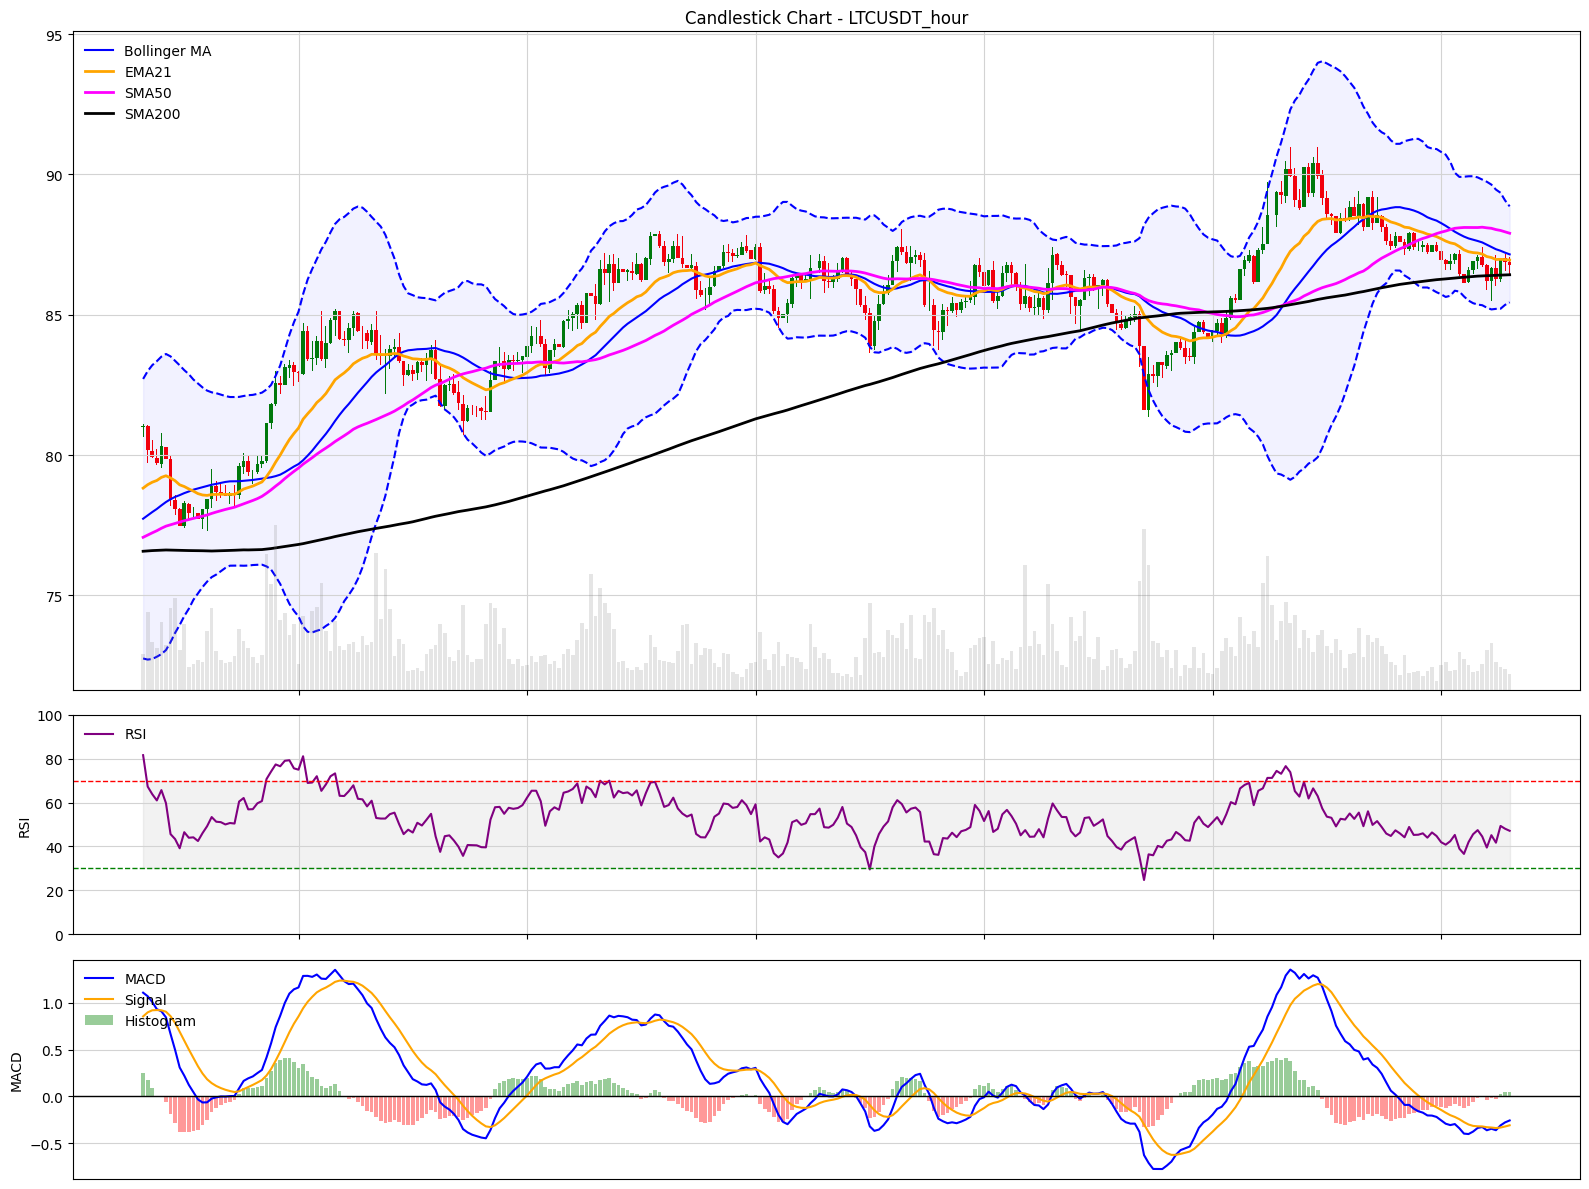 Candlestick Chart - LTCUSDT_hour
95
Bollinger MA
EMA21
SMA50
SMA200
90
85
80
75
100
RSI
80
60
RSI
40
20
0
MACD
1.0
Signal
Histogram
0.5
MACD
0.0
−0.5